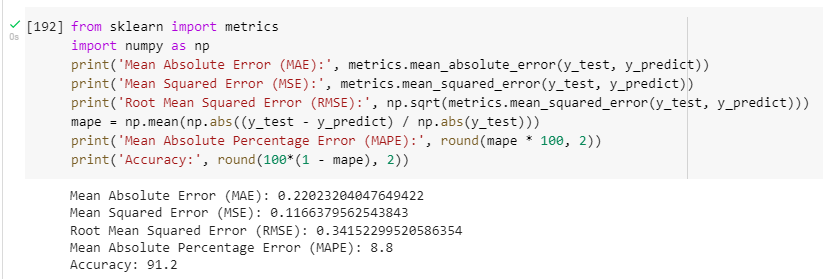 [192] from sklearn import metrics
0s
import numpy as np
print('Mean Absolute Error (MAE):', metrics.mean_absolute_error(y_test, y_predict))
print('Mean Squared Error (MSE):', metrics.mean_squared_error(y_test, y_predict))
print('Root Mean Squared Error (RMSE):', np.sqrt(metrics.mean_squared_error(y_test, y_predict)))
mape = np.mean(np.abs((y_test - y_predict) / np.abs(y_test)))
print('Mean Absolute Percentage Error (MAPE):', round(mape * 100, 2))
print('Accuracy:', round(100*(1 - mape), 2))
Mean Absolute Error (MAE): 0.22023204047649422
Mean Squared Error (MSE): 0.1166379562543843
Root Mean Squared Error (RMSE): 0.34152299520586354
Mean Absolute Percentage Error (MAPE): 8.8
Accuracy: 91.2